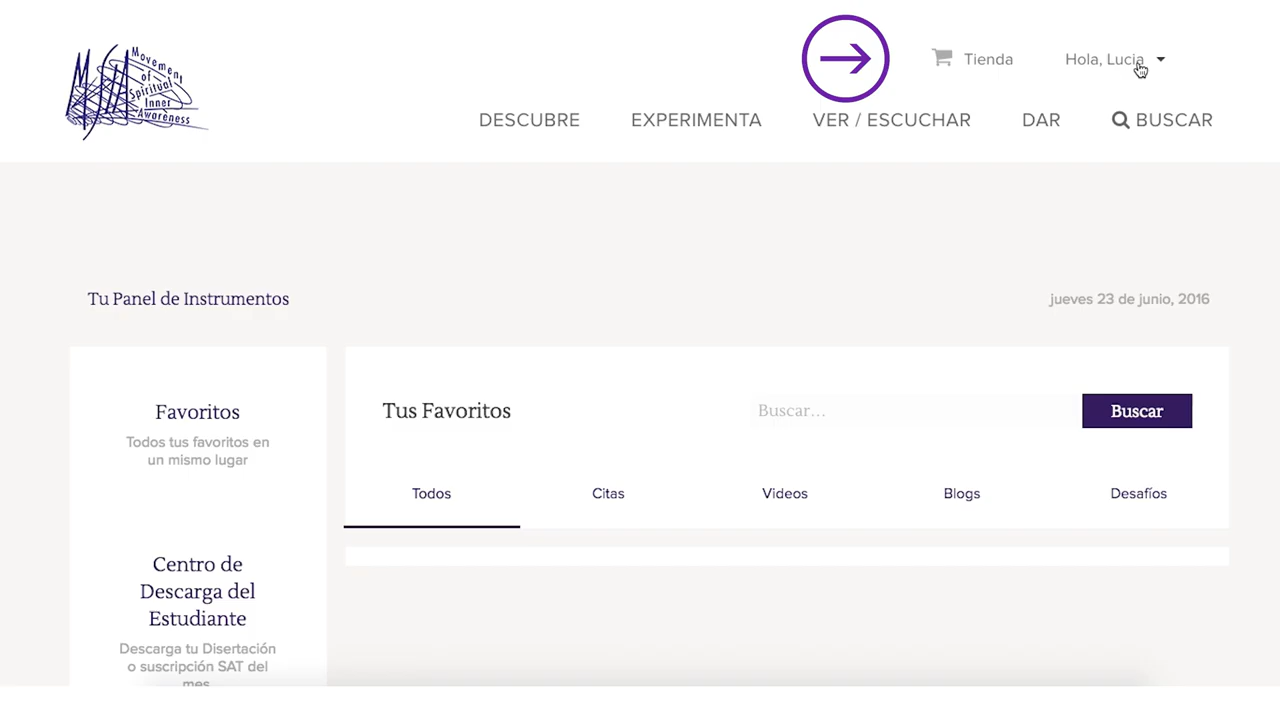 Movement
of
Spiritual
Inner
Awareness
Tienda
Hola, Lucia
DESCUBRE
EXPERIMENTA
VER / ESCUCHAR
DAR
BUSCAR
Tu Panel de Instrumentos
jueves 23 de junio, 2016
Favoritos
Todos tus favoritos en
un mismo lugar
Centro de
Descarga del
Estudiante
Descarga tu Disertación
o suscripción SAT del
mes
Tus Favoritos
Buscar...
Buscar
Todos
Citas
Videos
Blogs
Desafíos